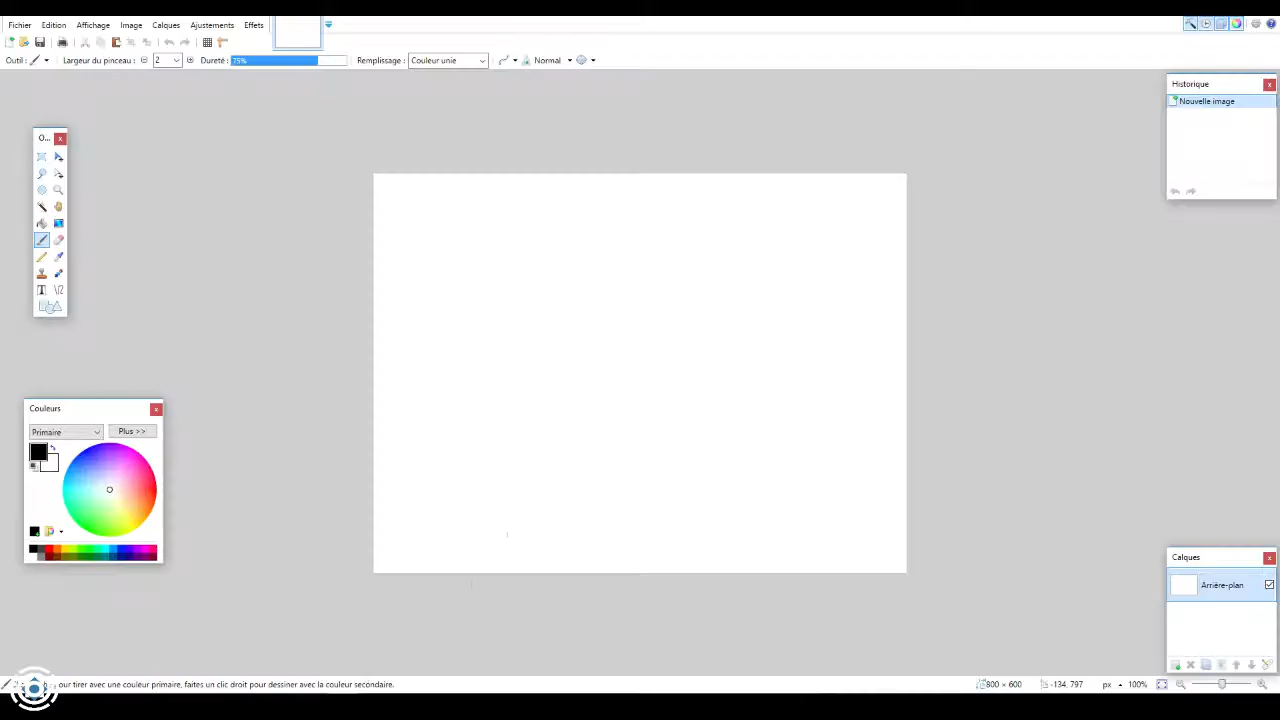 Fichier Edition Affichage Image Calques Ajustements Effets
Outil : Largeur du pinceau : 2 Dureté : 75% Remplissage : Couleur unie Normal
Historique
Nouvelle image
O...
Couleurs
Primaire Plus >>
Calques
Arrière-plan
our tirer avec une couleur primaire, faites un clic droit pour dessiner avec la couleur secondaire. 800 × 600 -134, 797 px 100%